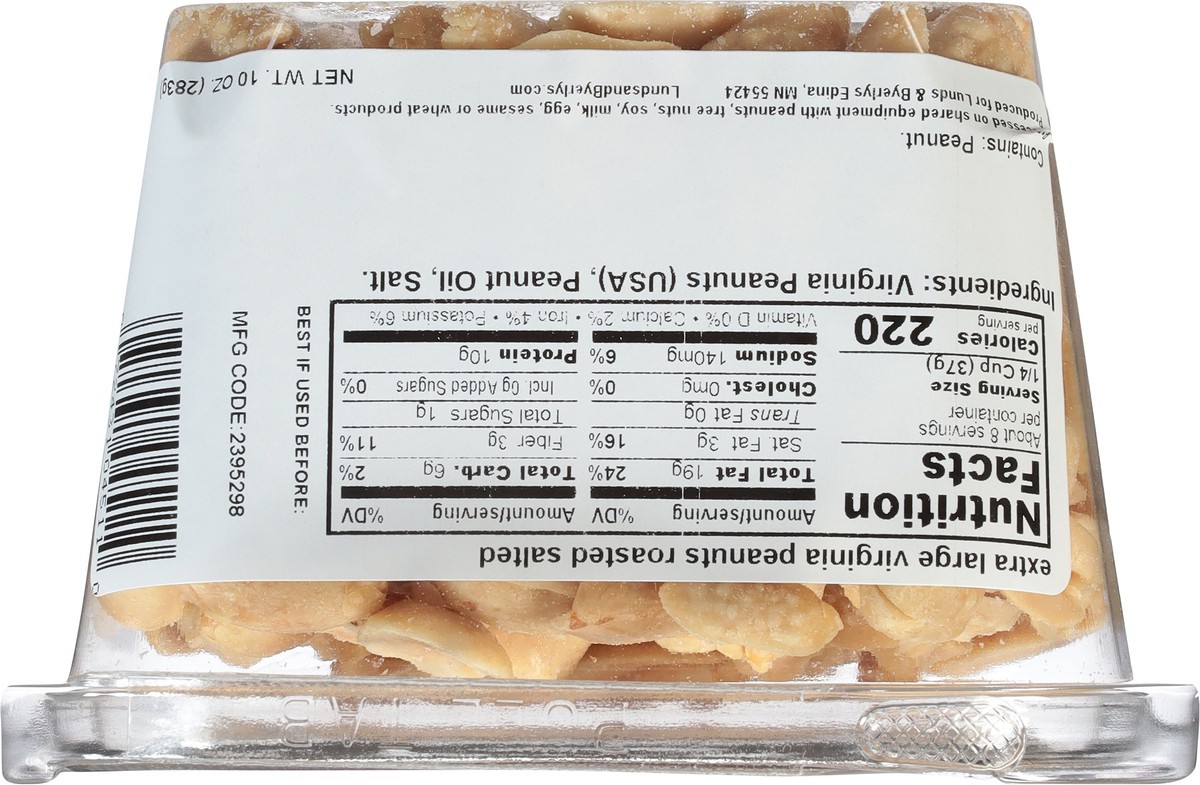 extra large virginia peanuts roasted salted
Nutrition
Facts
About 8 servings
per container
Serving Size
1/4 Cup (37g)
Calories 220
per serving
Amount/serving %DV
Total Fat 19g 24%
Sat Fat 3g 16%
Trans Fat 0g
Cholest. 0mg 0%
Sodium 140mg 6%
Amount/serving %DV
Total Carb. 6g 2%
Fiber 3g 11%
Total Sugars 1g
Incl. 0g Added Sugars 0%
Protein 10g
Vitamin D 0% • Calcium 2% • Iron 4% • Potassium 6%
Ingredients: Virginia Peanuts (USA), Peanut Oil, Salt.
Contains: Peanut.
on shared equipment with peanuts, tree nuts, soy, milk, egg, sesame or wheat products.
Produced for Lunds & Byerlys Edina, MN 55424
LundsandByerlys.com
NET WT. 10 OZ. (283g)
BEST IF USED BEFORE:
MFG CODE:2395298